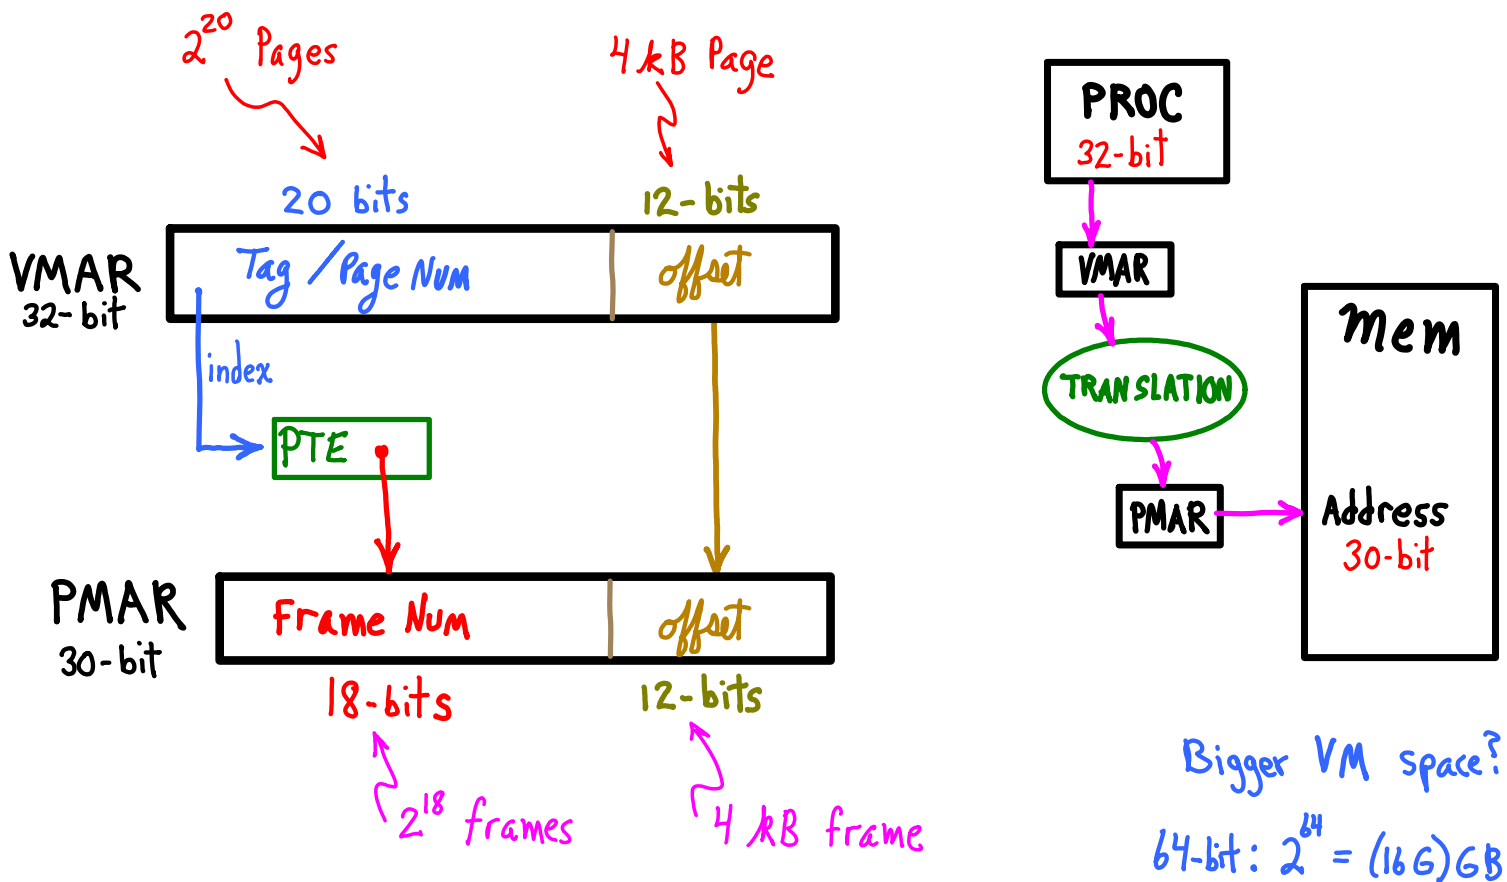 2^20 Pages
4 kB Page
20 bits
12-bits
VMAR
32-bit
Tag / Page Num
offset
index
PTE
PMAR
30-bit
Frame Num
offset
18-bits
12-bits
2^18 frames
4 kB frame
PROC
32-bit
VMAR
TRANSLATION
PMAR
Mem
Address
30-bit
Bigger VM space?
64-bit: 2^64 = (16 G) GB